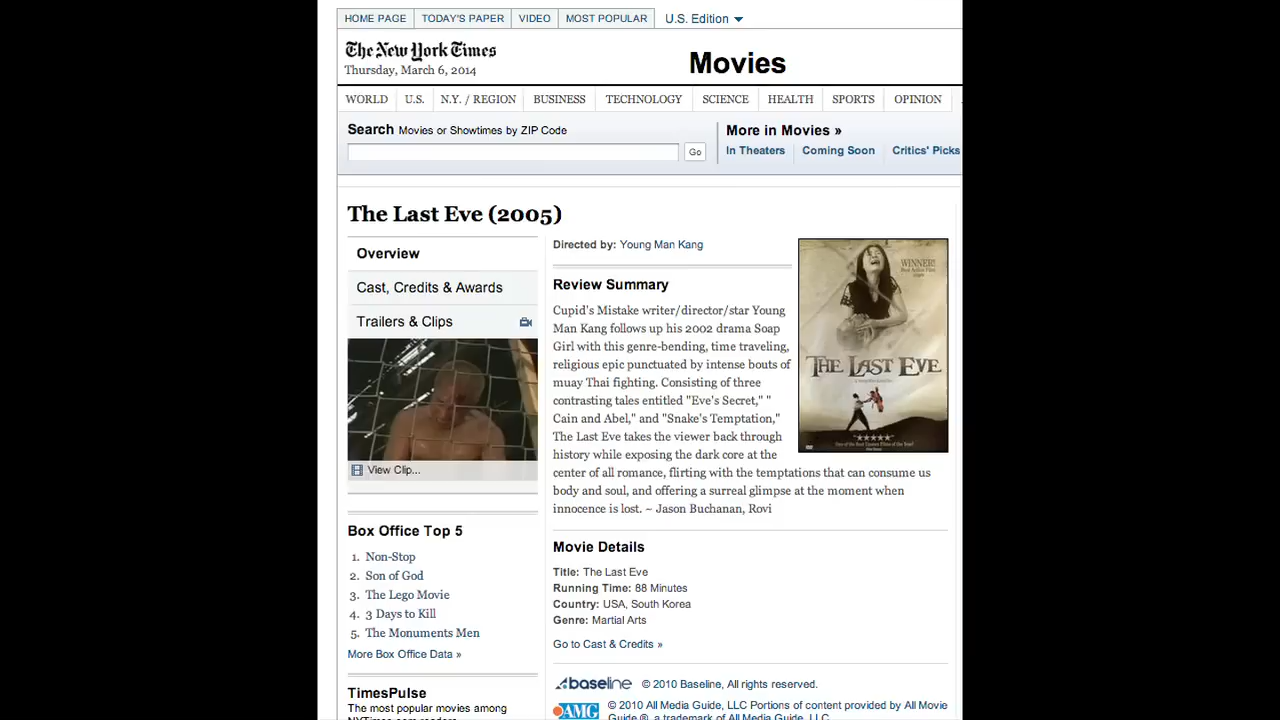 HOME PAGE TODAY'S PAPER VIDEO MOST POPULAR U.S. Edition
The New York Times
Thursday, March 6, 2014
Movies
WORLD U.S. N.Y. / REGION BUSINESS TECHNOLOGY SCIENCE HEALTH SPORTS OPINION
Search Movies or Showtimes by ZIP Code
Go
More in Movies »
In Theaters Coming Soon Critics' Picks
The Last Eve (2005)
Overview
Cast, Credits & Awards
Trailers & Clips
View Clip...
Box Office Top 5
1. Non-Stop
2. Son of God
3. The Lego Movie
4. 3 Days to Kill
5. The Monuments Men
More Box Office Data »
TimesPulse
The most popular movies among
NYTimes.com readers
Directed by: Young Man Kang
Review Summary
Cupid's Mistake writer/director/star Young
Man Kang follows up his 2002 drama Soap
Girl with this genre-bending, time traveling,
religious epic punctuated by intense bouts of
muay Thai fighting. Consisting of three
contrasting tales entitled "Eve's Secret," "
Cain and Abel," and "Snake's Temptation,"
The Last Eve takes the viewer back through
history while exposing the dark core at the
center of all romance, flirting with the temptations that can consume us
body and soul, and offering a surreal glimpse at the moment when
innocence is lost. ~ Jason Buchanan, Rovi
WINNER!
THE LAST EVE
Movie Details
Title: The Last Eve
Running Time: 88 Minutes
Country: USA, South Korea
Genre: Martial Arts
Go to Cast & Credits »
baseline © 2010 Baseline, All rights reserved.
AMG © 2010 All Media Guide, LLC Portions of content provided by All Movie
Guide ®, a trademark of All Media Guide, LLC